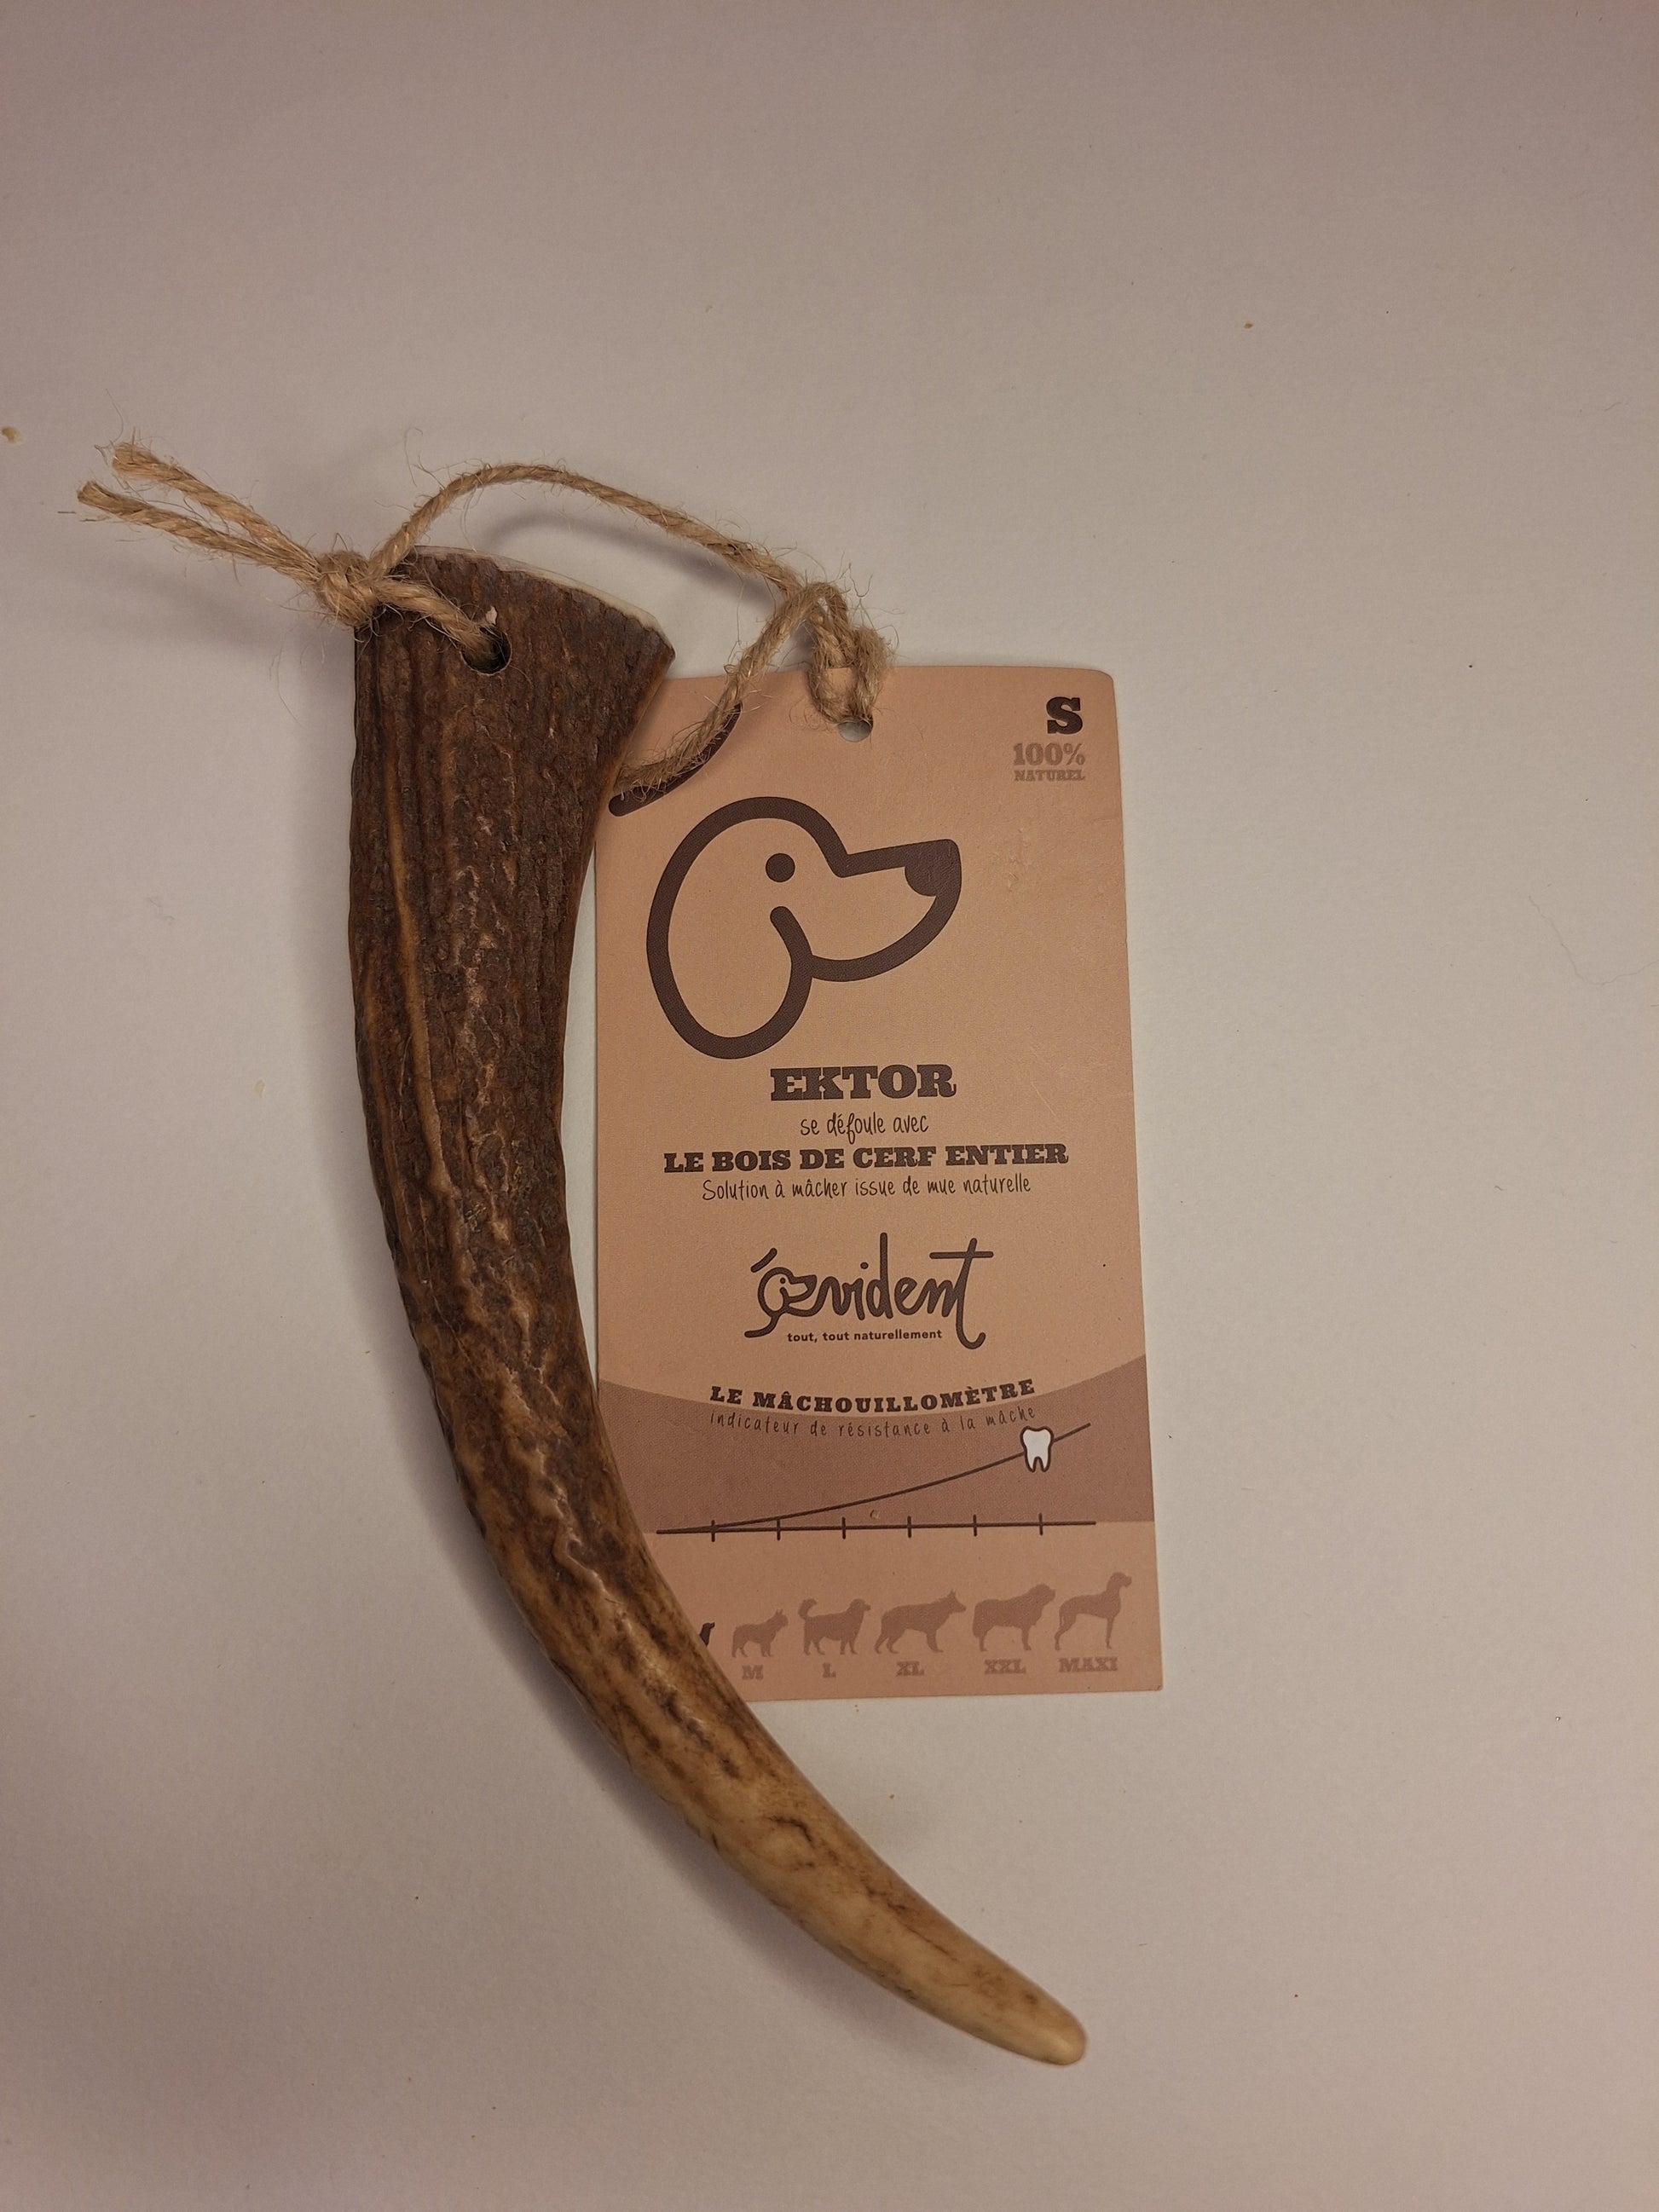 S
100%
NATUREL
EKTOR
se défoule avec
LE BOIS DE CERF ENTIER
Solution à mâcher issue de mue naturelle
évident
tout, tout naturellement
LE MÂCHOUILLOMÈTRE
indicateur de résistance à la mâche
M L XL XXL MAXI